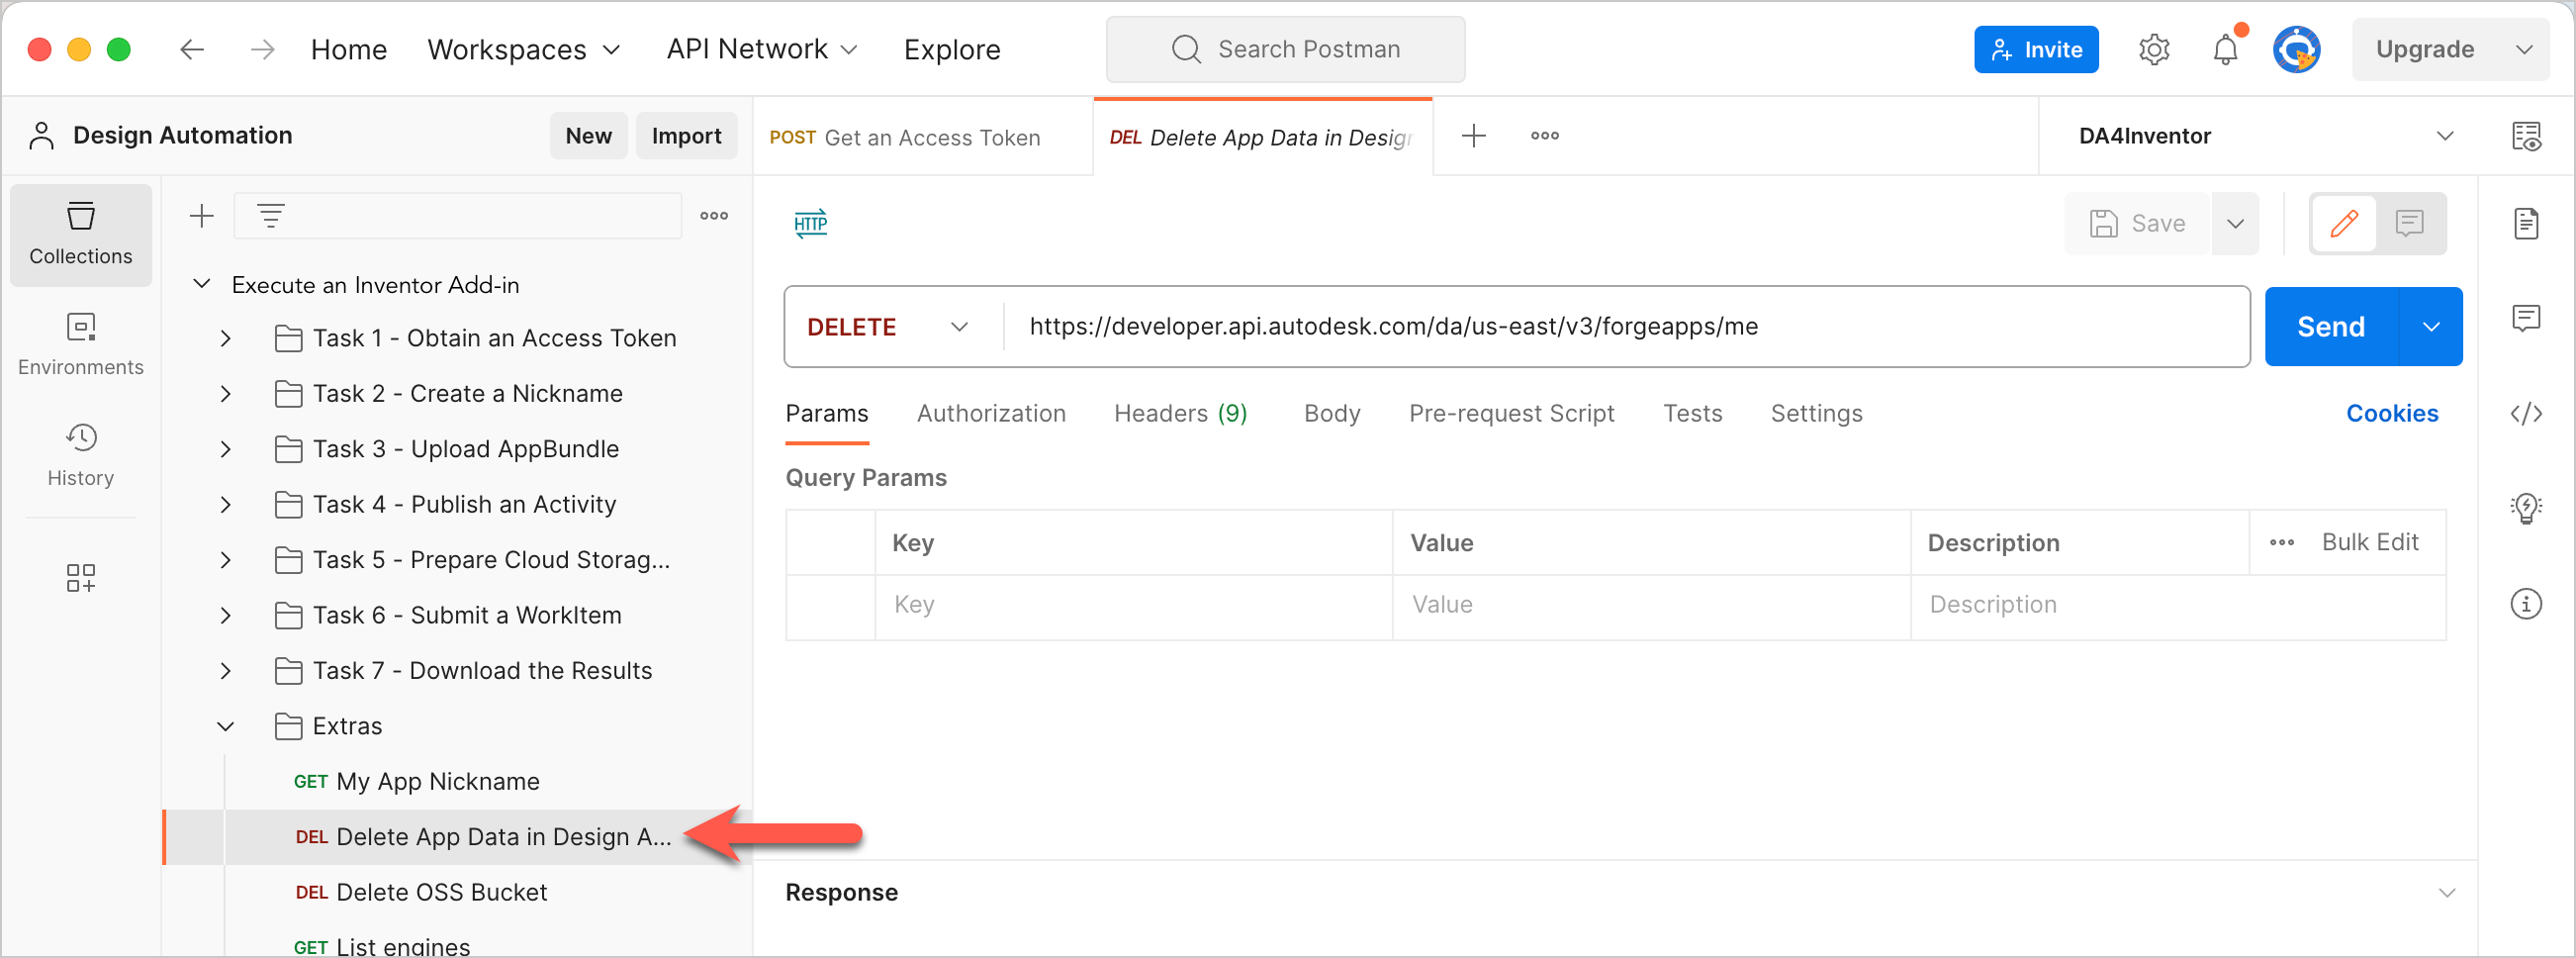 Home Workspaces API Network Explore Search Postman Invite Upgrade
Design Automation New Import
POST Get an Access Token DEL Delete App Data in Desig
DA4Inventor
Collections
Environments
History
Execute an Inventor Add-in
Task 1 - Obtain an Access Token
Task 2 - Create a Nickname
Task 3 - Upload AppBundle
Task 4 - Publish an Activity
Task 5 - Prepare Cloud Storag...
Task 6 - Submit a WorkItem
Task 7 - Download the Results
Extras
GET My App Nickname
DEL Delete App Data in Design A...
DEL Delete OSS Bucket
GET List engines
HTTP
Save
DELETE https://developer.api.autodesk.com/da/us-east/v3/forgeapps/me Send
Params Authorization Headers (9) Body Pre-request Script Tests Settings Cookies
Query Params
Key Value Description Bulk Edit
Key Value Description
Response